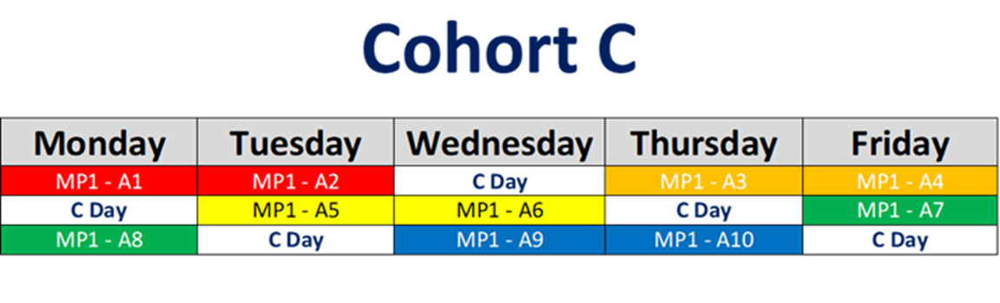 Cohort C
Monday Tuesday Wednesday Thursday Friday
MP1 - A1 MP1 - A2 C Day MP1 - A3 MP1 - A4
C Day MP1 - A5 MP1 - A6 C Day MP1 - A7
MP1 - A8 C Day MP1 - A9 MP1 - A10 C Day